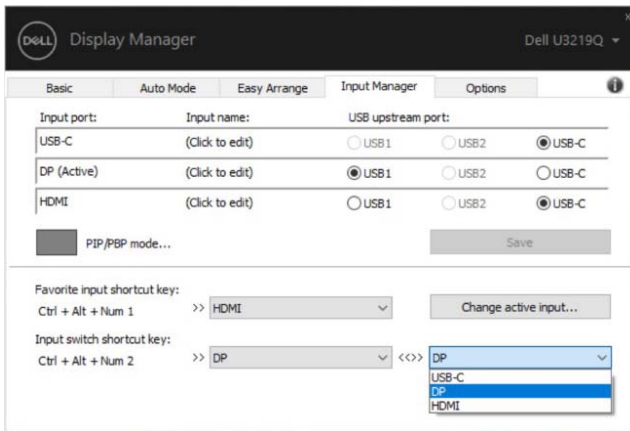 DELL Display Manager Dell U3219Q
Basic Auto Mode Easy Arrange Input Manager Options
Input port: Input name: USB upstream port:
USB-C (Click to edit) USB1 USB2 USB-C
DP (Active) (Click to edit) USB1 USB2 USB-C
HDMI (Click to edit) USB1 USB2 USB-C
PIP/PBP mode... Save
Favorite input shortcut key:
Ctrl + Alt + Num 1 >> HDMI Change active input...
Input switch shortcut key:
Ctrl + Alt + Num 2 >> DP <<>> DP
USB-C
DP
HDMI